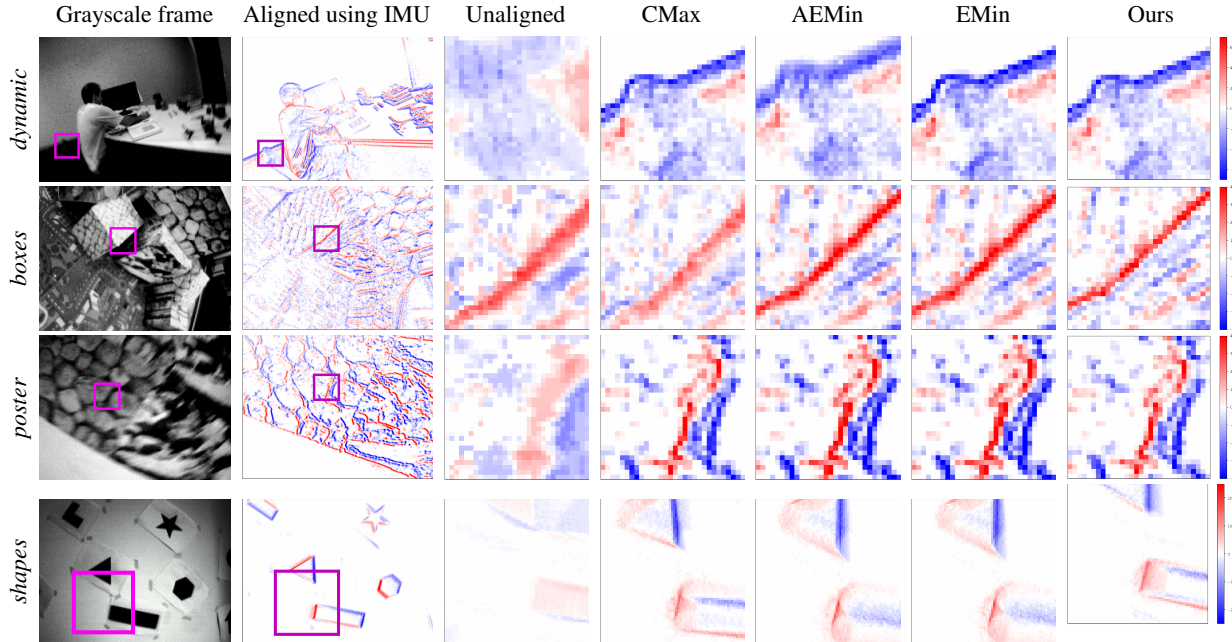 Grayscale frame Aligned using IMU Unaligned CMax AEMin EMin Ours
dynamic
boxes
poster
shapes